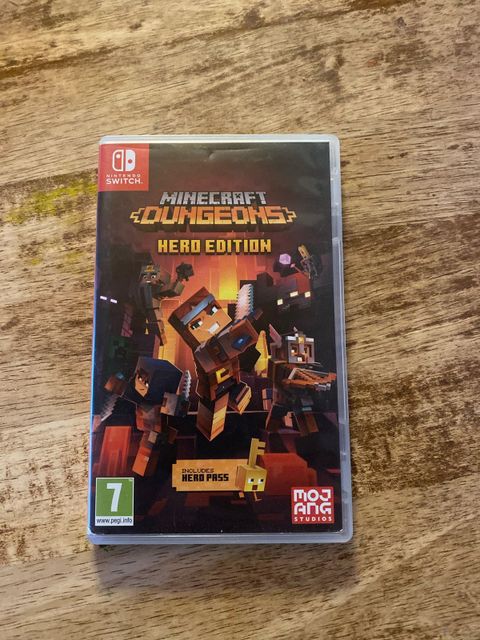 NINTENDO
SWITCH.
MINECRAFT
DUNGEONS
HERO EDITION
INCLUDES
HERO PASS
7
www.pegi.info
MOJ
ANG
STUDIOS